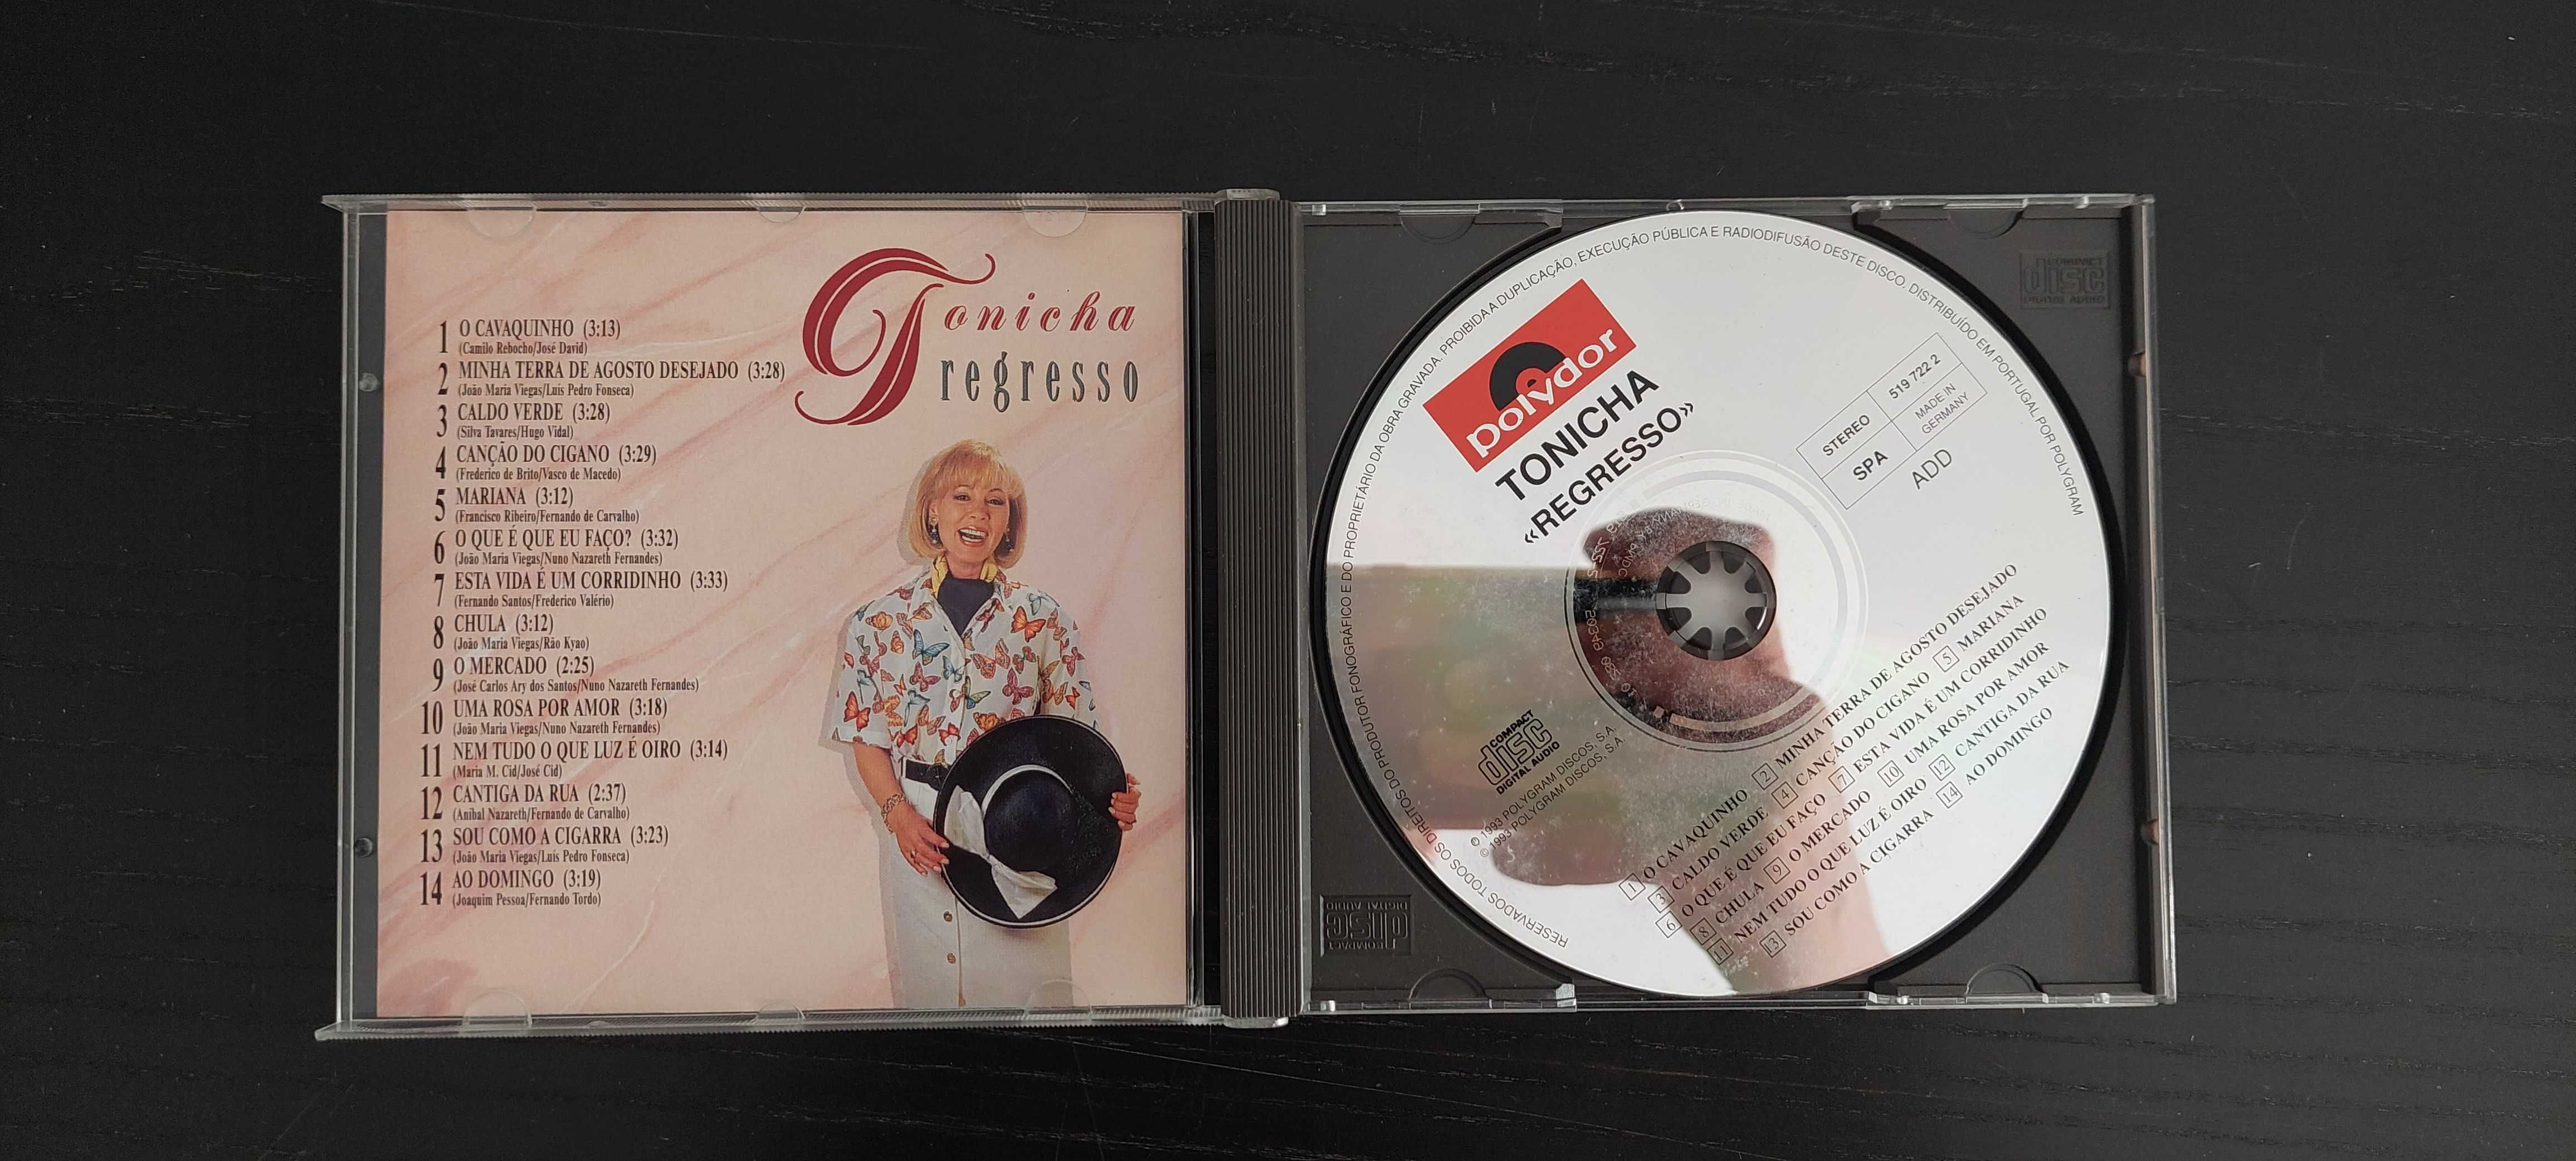 Tonicha
regresso
1 O CAVAQUINHO (3:13)
(Camilo Rebocho/José David)
2 MINHA TERRA DE AGOSTO DESEJADO (3:28)
(João Maria Viegas/Luis Pedro Fonseca)
3 CALDO VERDE (3:28)
(Silva Tavares/Hugo Vidal)
4 CANÇÃO DO CIGANO (3:29)
(Frederico de Brito/Vasco de Macedo)
5 MARIANA (3:12)
(Francisco Ribeiro/Fernando de Carvalho)
6 O QUE É QUE EU FAÇO? (3:32)
(João Maria Viegas/Nuno Nazareth Fernandes)
7 ESTA VIDA É UM CORRIDINHO (3:33)
(Fernando Santos/Frederico Valério)
8 CHULA (3:12)
(João Maria Viegas/Rão Kyao)
9 O MERCADO (2:25)
(José Carlos Ary dos Santos/Nuno Nazareth Fernandes)
10 UMA ROSA POR AMOR (3:18)
(João Maria Viegas/Nuno Nazareth Fernandes)
11 NEM TUDO O QUE LUZ É OIRO (3:14)
(Maria M. Cid/José Cid)
12 CANTIGA DA RUA (2:37)
(Anibal Nazareth/Fernando de Carvalho)
13 SOU COMO A CIGARRA (3:23)
(João Maria Viegas/Luis Pedro Fonseca)
14 AO DOMINGO (3:19)
(Joaquim Pessoa/Fernando Tordo)
RESERVADOS TODOS OS DIREITOS DO PRODUTOR FONOGRÁFICO E DO PROPRIETÁRIO DA OBRA GRAVADA. PROIBIDA A DUPLICAÇÃO, EXECUÇÃO PÚBLICA E RADIODIFUSÃO DESTE DISCO, DISTRIBUÍDO EM PORTUGAL POR POLYGRAM
polydor
TONICHA
«REGRESSO»
STEREO 519 722 2
SPA MADE IN
GERMANY
ADD
COMPACT
disc
DIGITAL AUDIO
℗ 1993 POLYGRAM DISCOS, S.A.
© 1993 POLYGRAM DISCOS, S.A.
1 O CAVAQUINHO 2 MINHA TERRA DE AGOSTO DESEJADO
3 CALDO VERDE 4 CANÇÃO DO CIGANO 5 MARIANA
6 O QUE É QUE EU FAÇO 7 ESTA VIDA É UM CORRIDINHO
8 CHULA 9 O MERCADO 10 UMA ROSA POR AMOR
11 NEM TUDO O QUE LUZ É OIRO 12 CANTIGA DA RUA
13 SOU COMO A CIGARRA 14 AO DOMINGO
COMPACT
disc
DIGITAL AUDIO
COMPACT
disc
DIGITAL AUDIO